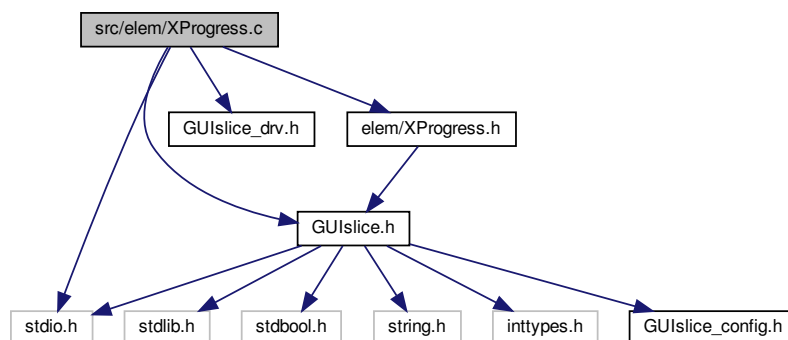 src/elem/XProgress.c
GUIslice_drv.h
elem/XProgress.h
GUIslice.h
stdio.h
stdlib.h
stdbool.h
string.h
inttypes.h
GUIslice_config.h